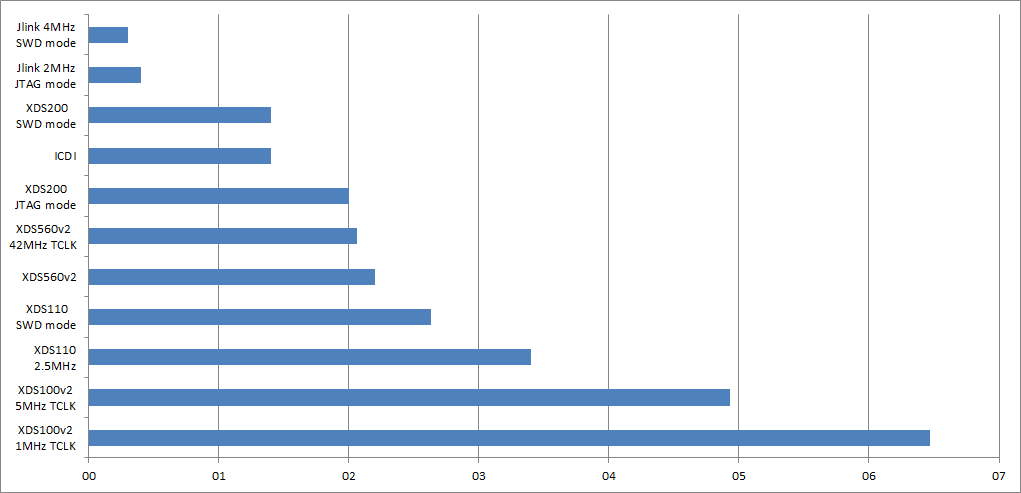 Jlink 4MHz
SWD mode
Jlink 2MHz
JTAG mode
XDS200
SWD mode
ICDI
XDS200
JTAG mode
XDS560v2
42MHz TCLK
XDS560v2
XDS110
SWD mode
XDS110
2.5MHz
XDS100v2
5MHz TCLK
XDS100v2
1MHz TCLK
00 01 02 03 04 05 06 07